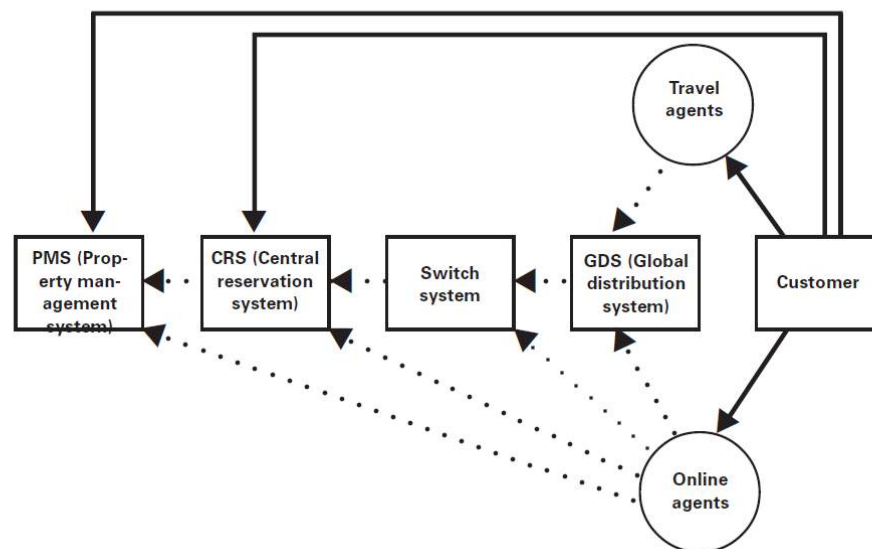 Travel
agents
PMS (Prop-
erty man-
agement
system)
CRS (Central
reservation
system)
Switch
system
GDS (Global
distribution
system)
Customer
Online
agents